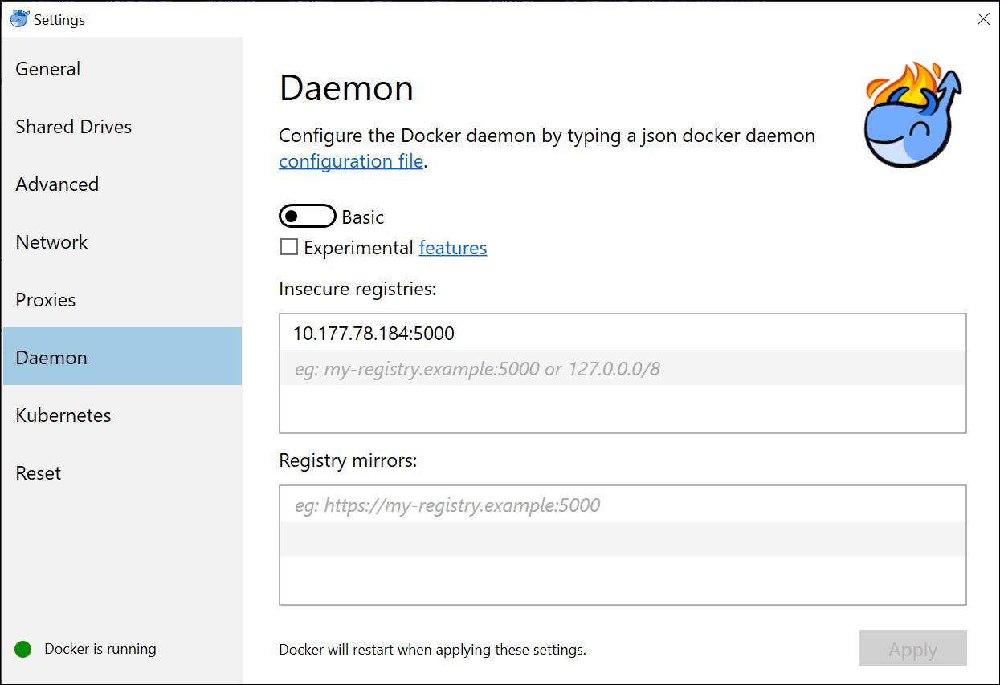 Settings
General
Shared Drives
Advanced
Network
Proxies
Daemon
Kubernetes
Reset
Docker is running
Daemon
Configure the Docker daemon by typing a json docker daemon
configuration file.
Basic
Experimental features
Insecure registries:
10.177.78.184:5000
eg: my-registry.example:5000 or 127.0.0.0/8
Registry mirrors:
eg: https://my-registry.example:5000
Docker will restart when applying these settings.
Apply